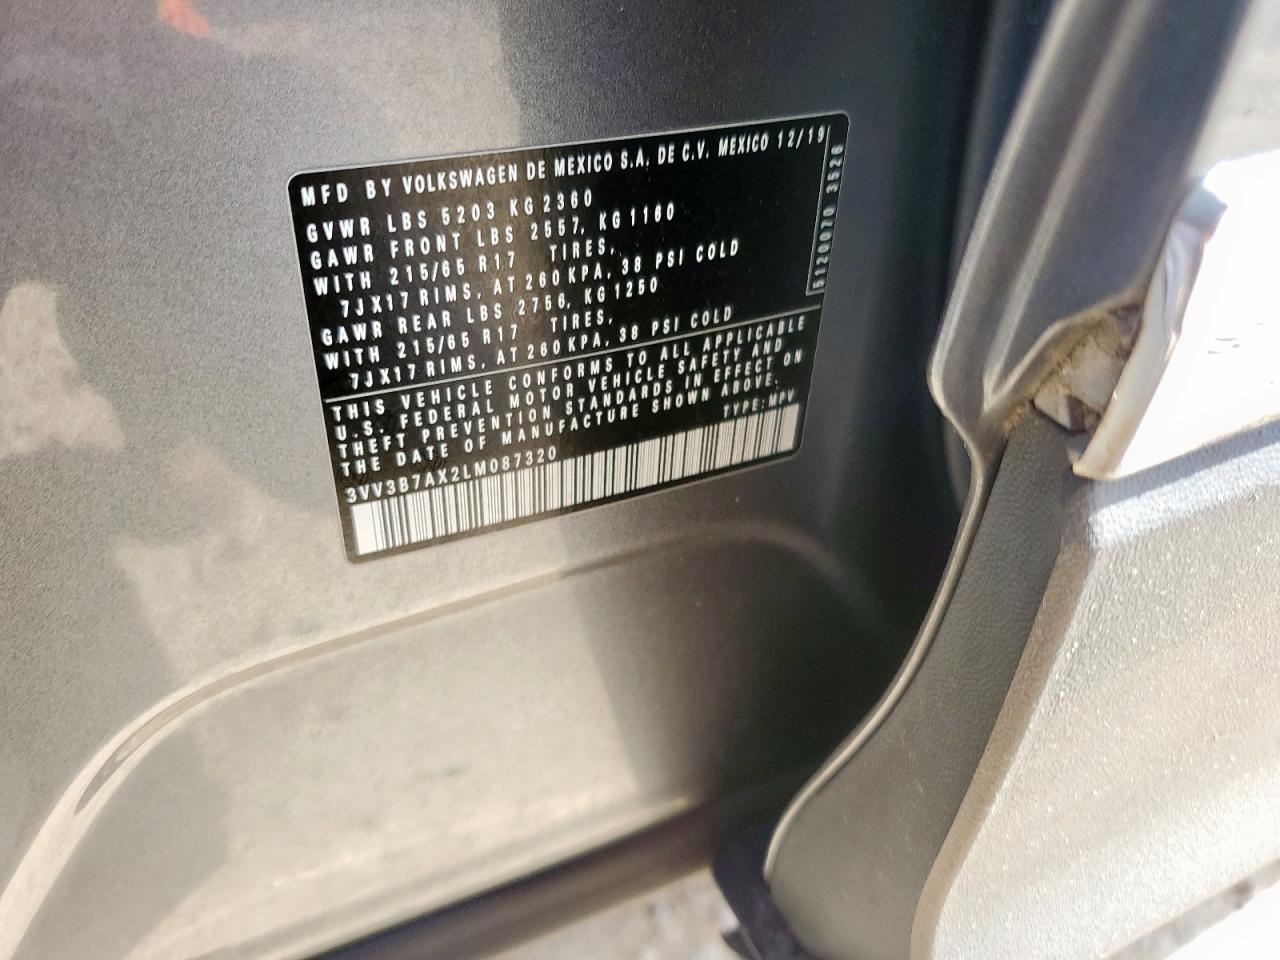 MFD BY VOLKSWAGEN DE MEXICO S.A. DE C.V. MEXICO 12/19
GVWR LBS 5203 KG 2360
GAWR FRONT LBS 2557, KG 1160
WITH 215/65 R17 TIRES,
7JX17 RIMS, AT 260 KPA, 38 PSI COLD
GAWR REAR LBS 2756, KG 1250
WITH 215/65 R17 TIRES,
7JX17 RIMS, AT 260 KPA, 38 PSI COLD
5120070 3526
THIS VEHICLE CONFORMS TO ALL APPLICABLE
U.S. FEDERAL MOTOR VEHICLE SAFETY AND
THEFT PREVENTION STANDARDS IN EFFECT ON
THE DATE OF MANUFACTURE SHOWN ABOVE.
3VV3B7AX2LM087320 TYPE: MPV